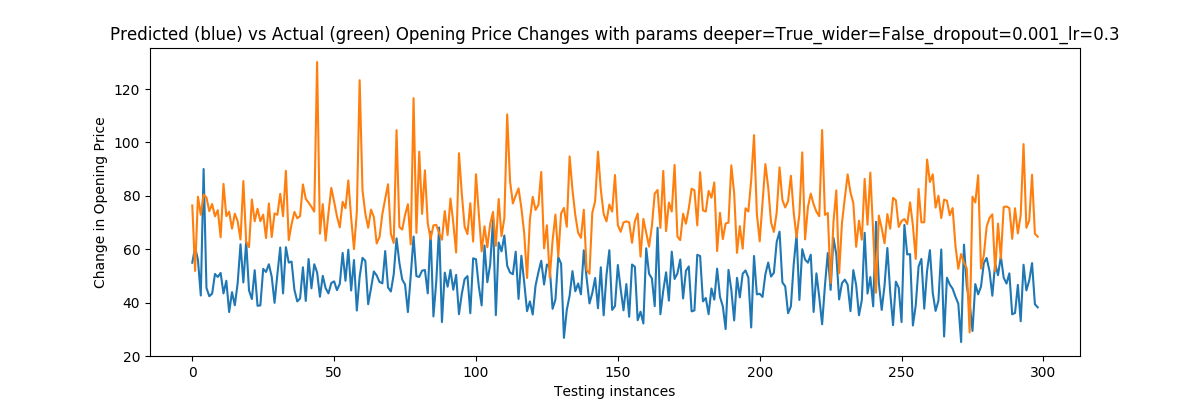 Predicted (blue) vs Actual (green) Opening Price Changes with params deeper=True_wider=False_dropout=0.001_lr=0.3
Change in Opening Price
120
100
80
60
40
20
0 50 100 150 200 250 300
Testing instances